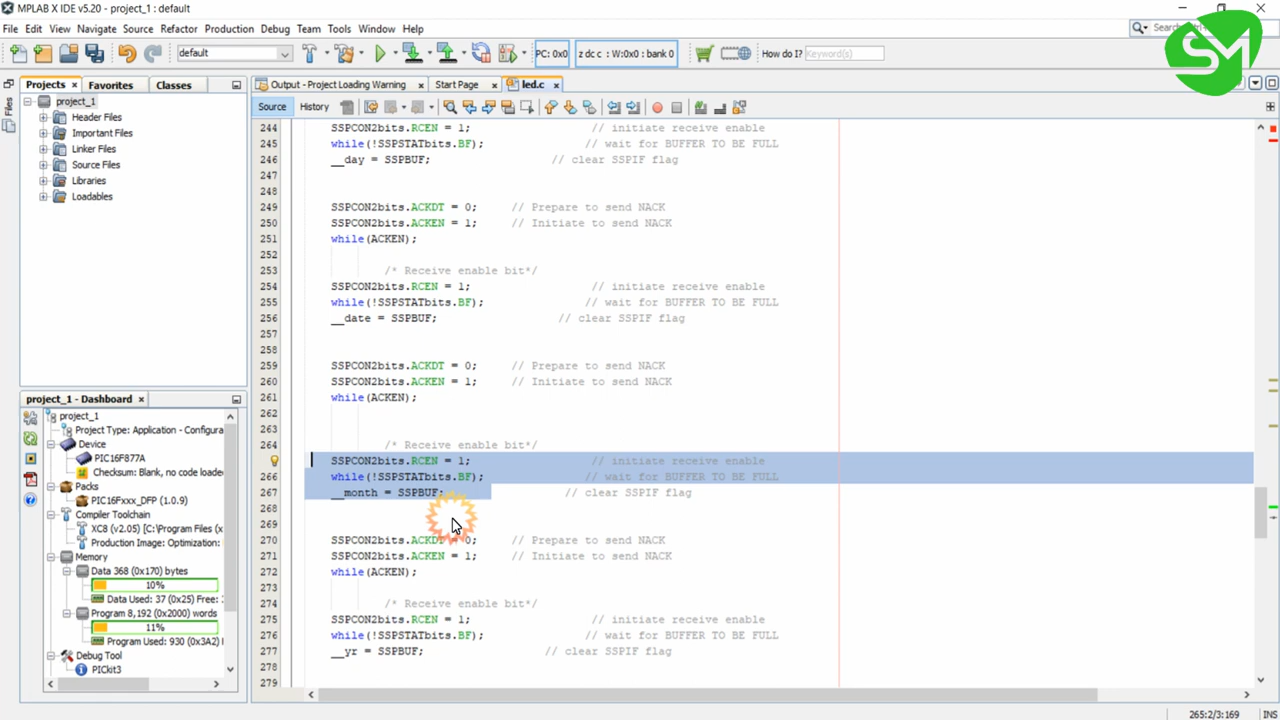 MPLAB X IDE v5.20 - project_1 : default
File Edit View Navigate Source Refactor Production Debug Team Tools Window Help
default
PC: 0x0
z dc c : W:0x0 : bank 0
How do I? Keyword(s)
SM
Projects Favorites Classes
Files
project_1
Header Files
Important Files
Linker Files
Source Files
Libraries
Loadables
project_1 - Dashboard
project_1
Project Type: Application - Configura
Device
PIC16F877A
Checksum: Blank, no code loade
Packs
PIC16Fxxx_DFP (1.0.9)
Compiler Toolchain
XC8 (v2.05) [C:\Program Files (x
Production Image: Optimization:
Memory
Data 368 (0x170) bytes
10%
Data Used: 37 (0x25) Free:
Program 8,192 (0x2000) words
11%
Program Used: 930 (0x3A2) F
Debug Tool
PICkit3
Output - Project Loading Warning Start Page led.c
Source History
244 SSPCON2bits.RCEN = 1; // initiate receive enable
245 while(!SSPSTATbits.BF); // wait for BUFFER TO BE FULL
246 __day = SSPBUF; // clear SSPIF flag
247
248
249 SSPCON2bits.ACKDT = 0; // Prepare to send NACK
250 SSPCON2bits.ACKEN = 1; // Initiate to send NACK
251 while(ACKEN);
252
253 /* Receive enable bit*/
254 SSPCON2bits.RCEN = 1; // initiate receive enable
255 while(!SSPSTATbits.BF); // wait for BUFFER TO BE FULL
256 __date = SSPBUF; // clear SSPIF flag
257
258
259 SSPCON2bits.ACKDT = 0; // Prepare to send NACK
260 SSPCON2bits.ACKEN = 1; // Initiate to send NACK
261 while(ACKEN);
262
263
264 /* Receive enable bit*/
SSPCON2bits.RCEN = 1; // initiate receive enable
266 while(!SSPSTATbits.BF); // wait for BUFFER TO BE FULL
267 __month = SSPBUF; // clear SSPIF flag
268
269
270 SSPCON2bits.ACKDT = 0; // Prepare to send NACK
271 SSPCON2bits.ACKEN = 1; // Initiate to send NACK
272 while(ACKEN);
273
274 /* Receive enable bit*/
275 SSPCON2bits.RCEN = 1; // initiate receive enable
276 while(!SSPSTATbits.BF); // wait for BUFFER TO BE FULL
277 __yr = SSPBUF; // clear SSPIF flag
278
279
265:2/3:169 INS